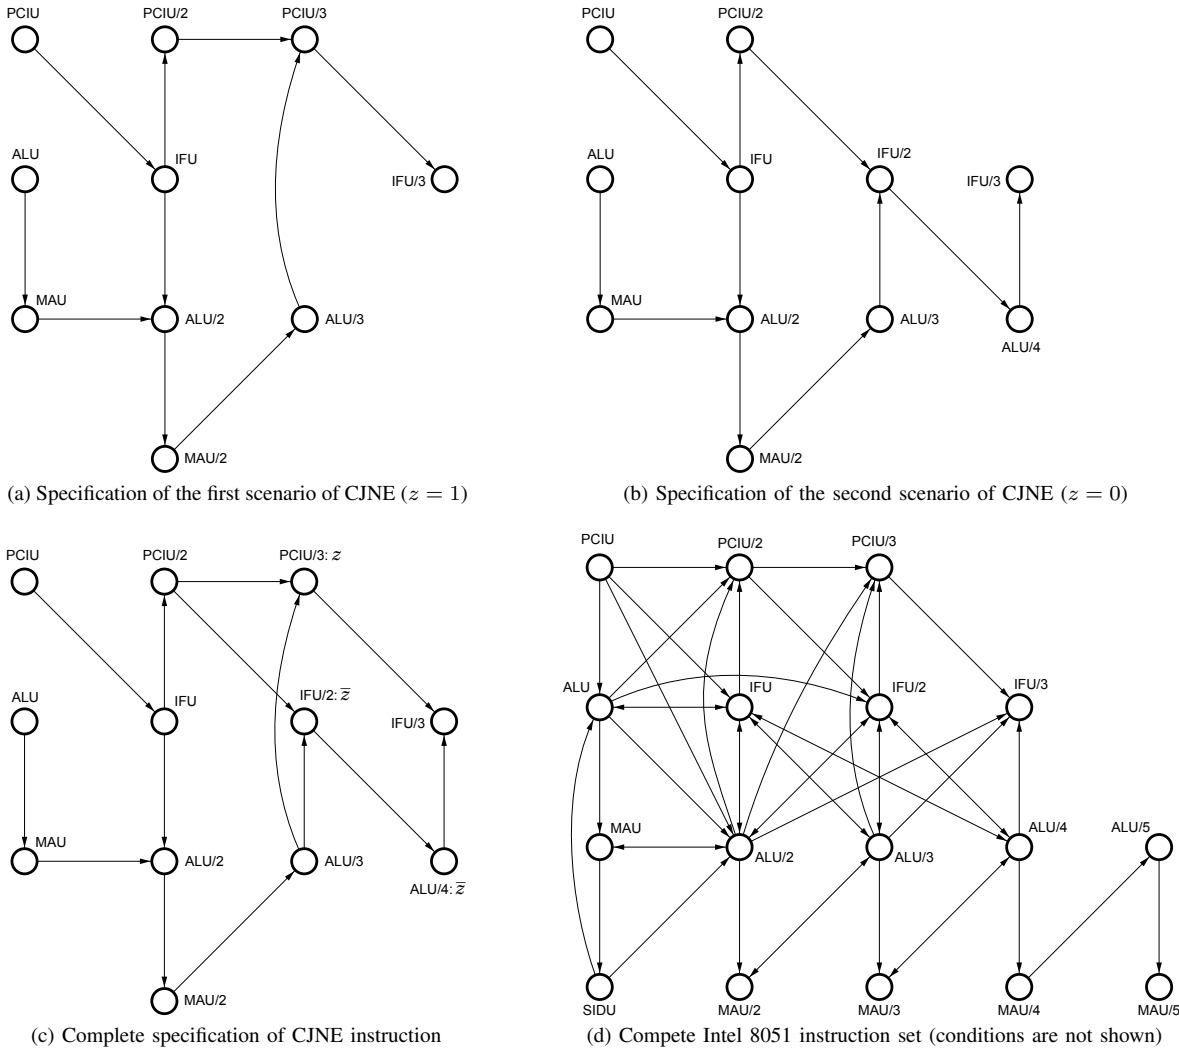 PCIU PCIU/2 PCIU/3
ALU IFU
IFU/3
MAU ALU/2 ALU/3
MAU/2
(a) Specification of the first scenario of CJNE (z = 1)
PCIU PCIU/2
ALU IFU IFU/2 IFU/3
MAU ALU/2 ALU/3
ALU/4
MAU/2
(b) Specification of the second scenario of CJNE (z = 0)
PCIU PCIU/2 PCIU/3: z
ALU IFU IFU/2: z̅ IFU/3
MAU ALU/2 ALU/3
ALU/4: z̅
MAU/2
(c) Complete specification of CJNE instruction
PCIU PCIU/2 PCIU/3
ALU IFU IFU/2 IFU/3
MAU ALU/2 ALU/3 ALU/4 ALU/5
SIDU MAU/2 MAU/3 MAU/4 MAU/5
(d) Compete Intel 8051 instruction set (conditions are not shown)